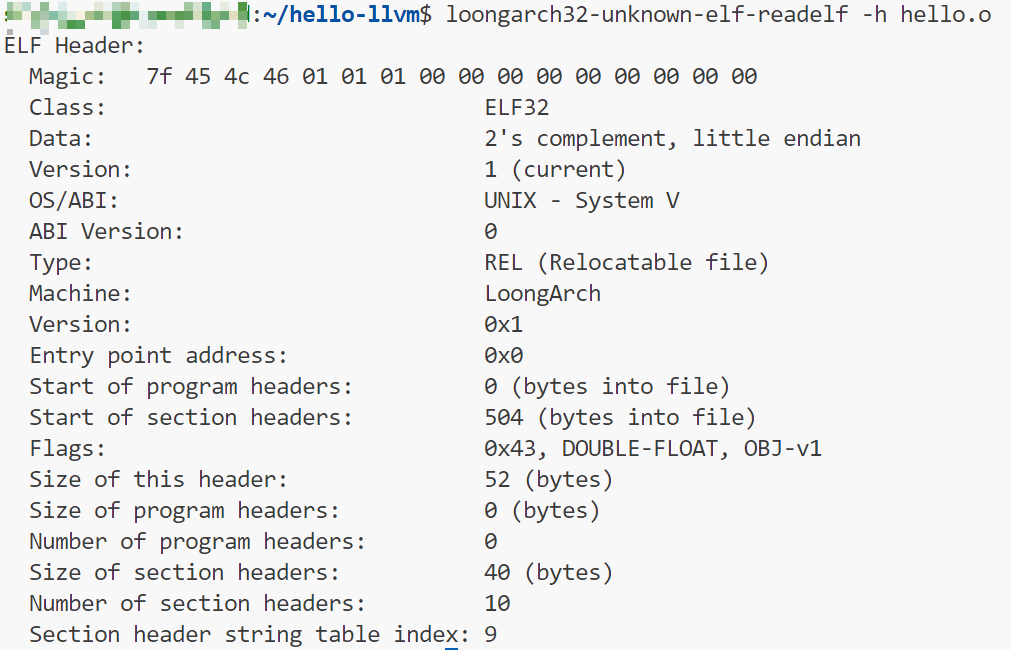 :~/hello-llvm$ loongarch32-unknown-elf-readelf -h hello.o
ELF Header:
  Magic:   7f 45 4c 46 01 01 01 00 00 00 00 00 00 00 00 00
  Class:                             ELF32
  Data:                              2's complement, little endian
  Version:                           1 (current)
  OS/ABI:                            UNIX - System V
  ABI Version:                       0
  Type:                              REL (Relocatable file)
  Machine:                           LoongArch
  Version:                           0x1
  Entry point address:               0x0
  Start of program headers:          0 (bytes into file)
  Start of section headers:          504 (bytes into file)
  Flags:                             0x43, DOUBLE-FLOAT, OBJ-v1
  Size of this header:               52 (bytes)
  Size of program headers:           0 (bytes)
  Number of program headers:         0
  Size of section headers:           40 (bytes)
  Number of section headers:         10
  Section header string table index: 9